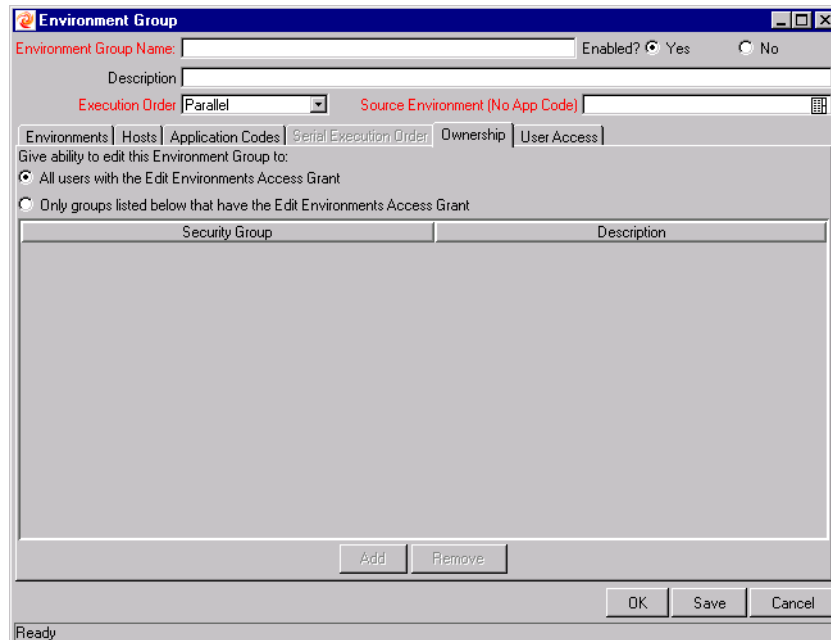 Environment Group
Environment Group Name: Enabled? Yes No
Description
Execution Order Parallel Source Environment (No App Code)
Environments Hosts Application Codes Serial Execution Order Ownership User Access
Give ability to edit this Environment Group to:
All users with the Edit Environments Access Grant
Only groups listed below that have the Edit Environments Access Grant
Security Group Description
Add Remove
OK Save Cancel
Ready